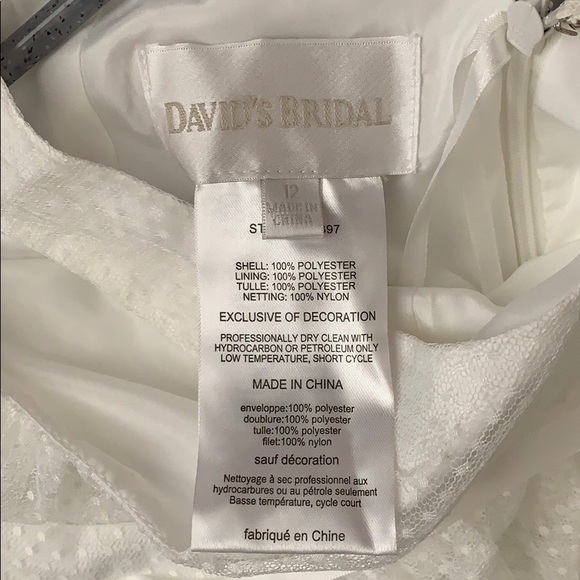 DAVID'S BRIDAL
12
MADE IN
CHINA
SHELL: 100% POLYESTER
LINING: 100% POLYESTER
TULLE: 100% POLYESTER
NETTING: 100% NYLON
EXCLUSIVE OF DECORATION
PROFESSIONALLY DRY CLEAN WITH
HYDROCARBON OR PETROLEUM ONLY
LOW TEMPERATURE, SHORT CYCLE
MADE IN CHINA
enveloppe:100% polyester
doublure:100% polyester
tulle:100% polyester
filet:100% nylon
sauf décoration
Nettoyage à sec professionnel aux
hydrocarbures ou au pétrole seulement
Basse température, cycle court
fabriqué en Chine